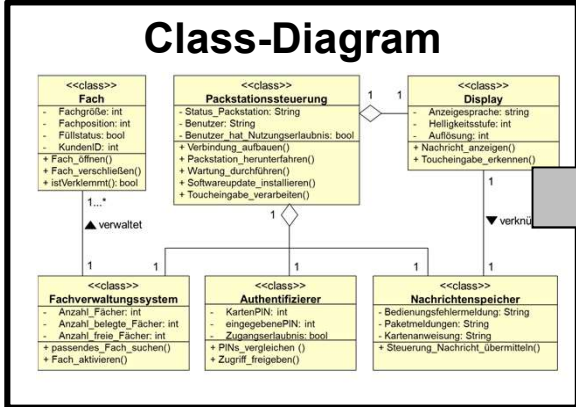 Class-Diagram
<<class>>
Fach
- Fachgröße: int
- Fachposition: int
- Füllstatus: bool
- KundenID: int
+ Fach_öffnen()
+ Fach_verschließen()
+ istVerklemmt(): bool
<<class>>
Packstationssteuerung
- Status_Packstation: String
- Benutzer: String
- Benutzer_hat_Nutzungserlaubnis: bool
+ Verbindung_aufbauen()
+ Packstation_herunterfahren()
+ Wartung_durchführen()
+ Softwareupdate_installieren()
+ Toucheingabe_verarbeiten()
1
1
<<class>>
Display
- Anzeigesprache: string
- Helligkeitsstufe: int
- Auflösung: int
+ Nachricht_anzeigen()
+ Toucheingabe_erkennen()
1...*
▲ verwaltet
1
1
▼ verknü
1
1
1
1
1
<<class>>
Fachverwaltungssystem
- Anzahl_Fächer: int
- Anzahl_belegte_Fächer: int
- Anzahl_freie_Fächer: int
+ passendes_Fach_suchen()
+ Fach_aktivieren()
<<class>>
Authentifizierer
- KartenPIN: int
- eingegebenePIN: int
- Zugangserlaubnis: bool
+ PINs_vergleichen ()
+ Zugriff_freigeben()
<<class>>
Nachrichtenspeicher
- Bedienungsfehlermeldung: String
- Paketmeldungen: String
- Kartenanweisung: String
+ Steuerung_Nachricht_übermitteln()